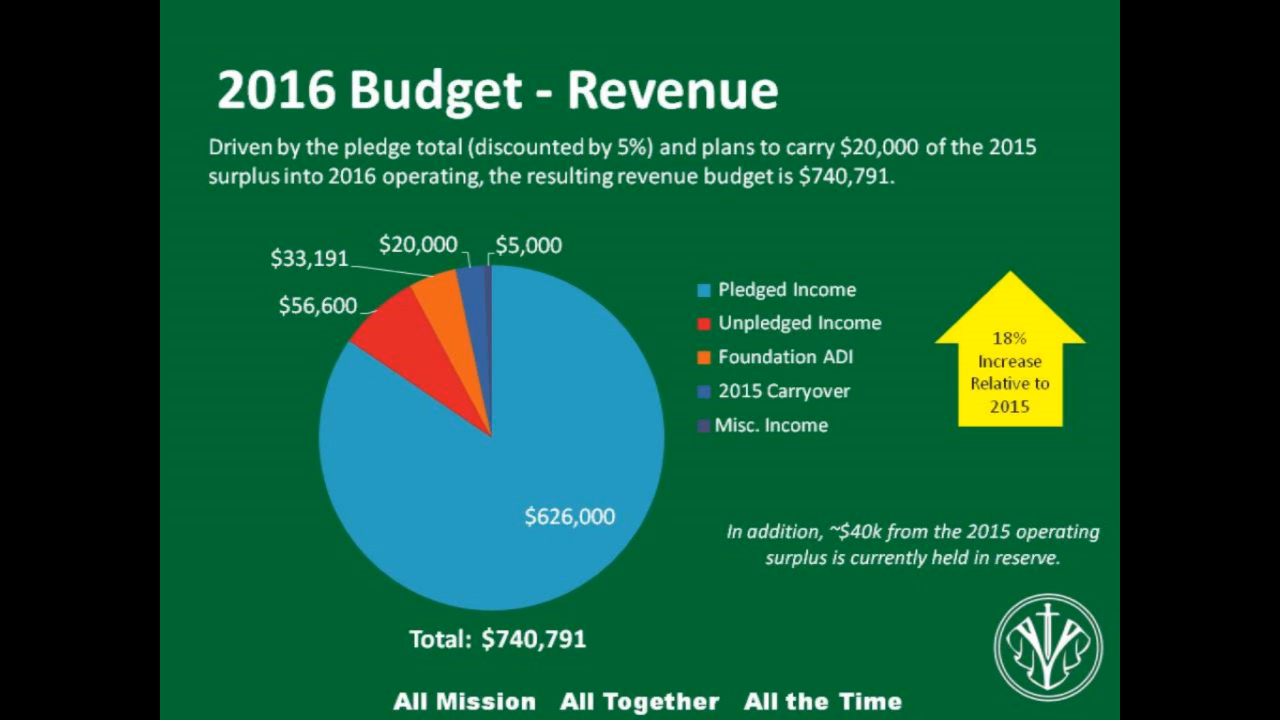 2016 Budget - Revenue
Driven by the pledge total (discounted by 5%) and plans to carry $20,000 of the 2015
surplus into 2016 operating, the resulting revenue budget is $740,791.
$20,000
$5,000
$33,191
$56,600
$626,000
Total: $740,791
Pledged Income
Unpledged Income
Foundation ADI
2015 Carryover
Misc. Income
18%
Increase
Relative to
2015
In addition, ~$40k from the 2015 operating
surplus is currently held in reserve.
All Mission All Together All the Time